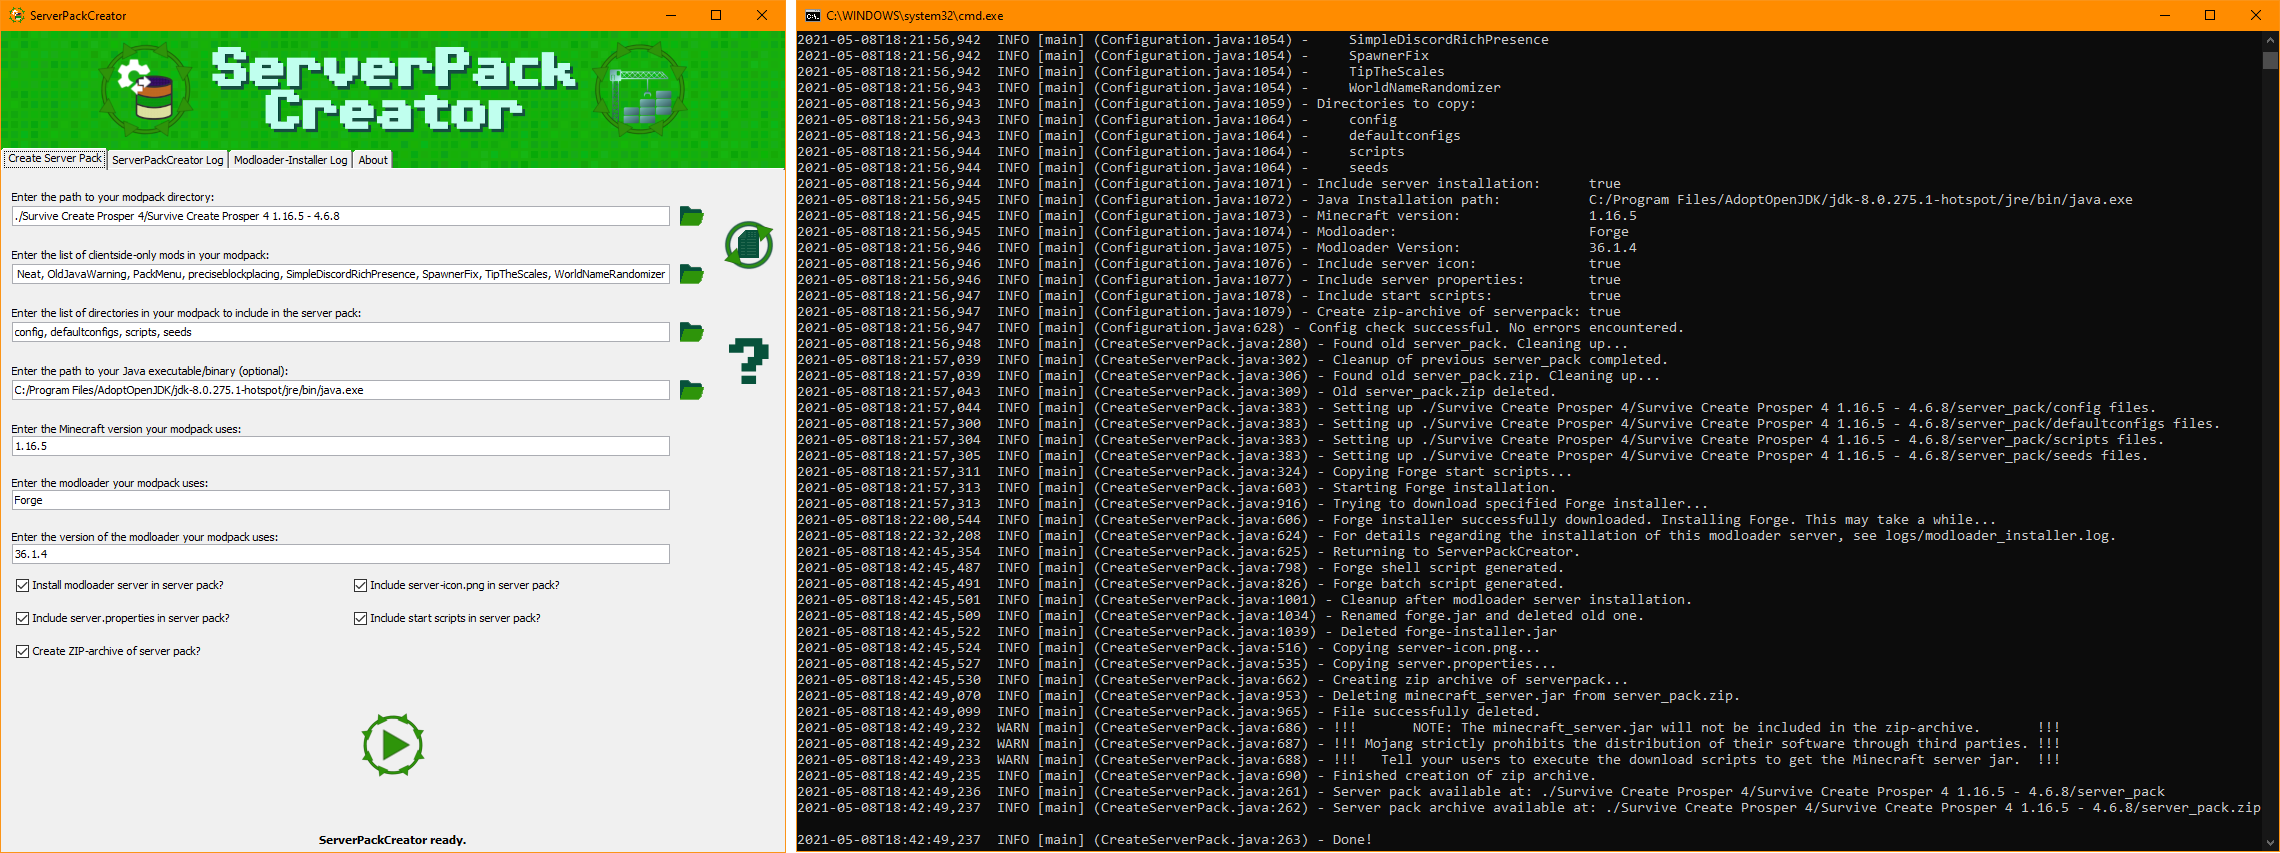 ServerPackCreator
ServerPack
Creator
Create Server Pack
ServerPackCreator Log
Modloader-Installer Log
About
Enter the path to your modpack directory:
./Survive Create Prosper 4/Survive Create Prosper 4 1.16.5 - 4.6.8
Enter the list of clientside-only mods in your modpack:
Neat, OldJavaWarning, PackMenu, preciseblockplacing, SimpleDiscordRichPresence, SpawnerFix, TipTheScales, WorldNameRandomizer
Enter the list of directories in your modpack to include in the server pack:
config, defaultconfigs, scripts, seeds
Enter the path to your Java executable/binary (optional):
C:/Program Files/AdoptOpenJDK/jdk-8.0.275.1-hotspot/jre/bin/java.exe
Enter the Minecraft version your modpack uses:
1.16.5
Enter the modloader your modpack uses:
Forge
Enter the version of the modloader your modpack uses:
36.1.4
Install modloader server in server pack?
Include server-icon.png in server pack?
Include server.properties in server pack?
Include start scripts in server pack?
Create ZIP-archive of server pack?
?
ServerPackCreator ready.
C:\WINDOWS\system32\cmd.exe
2021-05-08T18:21:56,942  INFO [main] (Configuration.java:1054) -     SimpleDiscordRichPresence
2021-05-08T18:21:56,942  INFO [main] (Configuration.java:1054) -     SpawnerFix
2021-05-08T18:21:56,942  INFO [main] (Configuration.java:1054) -     TipTheScales
2021-05-08T18:21:56,943  INFO [main] (Configuration.java:1054) -     WorldNameRandomizer
2021-05-08T18:21:56,943  INFO [main] (Configuration.java:1059) - Directories to copy:
2021-05-08T18:21:56,943  INFO [main] (Configuration.java:1064) -     config
2021-05-08T18:21:56,943  INFO [main] (Configuration.java:1064) -     defaultconfigs
2021-05-08T18:21:56,944  INFO [main] (Configuration.java:1064) -     scripts
2021-05-08T18:21:56,944  INFO [main] (Configuration.java:1064) -     seeds
2021-05-08T18:21:56,944  INFO [main] (Configuration.java:1071) - Include server installation:      true
2021-05-08T18:21:56,945  INFO [main] (Configuration.java:1072) - Java Installation path:           C:/Program Files/AdoptOpenJDK/jdk-8.0.275.1-hotspot/jre/bin/java.exe
2021-05-08T18:21:56,945  INFO [main] (Configuration.java:1073) - Minecraft version:                1.16.5
2021-05-08T18:21:56,945  INFO [main] (Configuration.java:1074) - Modloader:                        Forge
2021-05-08T18:21:56,946  INFO [main] (Configuration.java:1075) - Modloader Version:                36.1.4
2021-05-08T18:21:56,946  INFO [main] (Configuration.java:1076) - Include server icon:              true
2021-05-08T18:21:56,946  INFO [main] (Configuration.java:1077) - Include server properties:        true
2021-05-08T18:21:56,947  INFO [main] (Configuration.java:1078) - Include start scripts:            true
2021-05-08T18:21:56,947  INFO [main] (Configuration.java:1079) - Create zip-archive of serverpack: true
2021-05-08T18:21:56,947  INFO [main] (Configuration.java:628) - Config check successful. No errors encountered.
2021-05-08T18:21:56,948  INFO [main] (CreateServerPack.java:280) - Found old server_pack. Cleaning up...
2021-05-08T18:21:57,039  INFO [main] (CreateServerPack.java:302) - Cleanup of previous server_pack completed.
2021-05-08T18:21:57,039  INFO [main] (CreateServerPack.java:306) - Found old server_pack.zip. Cleaning up...
2021-05-08T18:21:57,043  INFO [main] (CreateServerPack.java:309) - Old server_pack.zip deleted.
2021-05-08T18:21:57,044  INFO [main] (CreateServerPack.java:383) - Setting up ./Survive Create Prosper 4/Survive Create Prosper 4 1.16.5 - 4.6.8/server_pack/config files.
2021-05-08T18:21:57,300  INFO [main] (CreateServerPack.java:383) - Setting up ./Survive Create Prosper 4/Survive Create Prosper 4 1.16.5 - 4.6.8/server_pack/defaultconfigs files.
2021-05-08T18:21:57,304  INFO [main] (CreateServerPack.java:383) - Setting up ./Survive Create Prosper 4/Survive Create Prosper 4 1.16.5 - 4.6.8/server_pack/scripts files.
2021-05-08T18:21:57,305  INFO [main] (CreateServerPack.java:383) - Setting up ./Survive Create Prosper 4/Survive Create Prosper 4 1.16.5 - 4.6.8/server_pack/seeds files.
2021-05-08T18:21:57,311  INFO [main] (CreateServerPack.java:324) - Copying Forge start scripts...
2021-05-08T18:21:57,313  INFO [main] (CreateServerPack.java:603) - Starting Forge installation.
2021-05-08T18:21:57,313  INFO [main] (CreateServerPack.java:916) - Trying to download specified Forge installer...
2021-05-08T18:22:00,544  INFO [main] (CreateServerPack.java:606) - Forge installer successfully downloaded. Installing Forge. This may take a while...
2021-05-08T18:22:32,208  INFO [main] (CreateServerPack.java:624) - For details regarding the installation of this modloader server, see logs/modloader_installer.log.
2021-05-08T18:42:45,354  INFO [main] (CreateServerPack.java:625) - Returning to ServerPackCreator.
2021-05-08T18:42:45,487  INFO [main] (CreateServerPack.java:798) - Forge shell script generated.
2021-05-08T18:42:45,491  INFO [main] (CreateServerPack.java:826) - Forge batch script generated.
2021-05-08T18:42:45,501  INFO [main] (CreateServerPack.java:1001) - Cleanup after modloader server installation.
2021-05-08T18:42:45,509  INFO [main] (CreateServerPack.java:1034) - Renamed forge.jar and deleted old one.
2021-05-08T18:42:45,522  INFO [main] (CreateServerPack.java:1039) - Deleted forge-installer.jar
2021-05-08T18:42:45,524  INFO [main] (CreateServerPack.java:516) - Copying server-icon.png...
2021-05-08T18:42:45,527  INFO [main] (CreateServerPack.java:535) - Copying server.properties...
2021-05-08T18:42:45,530  INFO [main] (CreateServerPack.java:662) - Creating zip archive of serverpack...
2021-05-08T18:42:49,070  INFO [main] (CreateServerPack.java:953) - Deleting minecraft_server.jar from server_pack.zip.
2021-05-08T18:42:49,099  INFO [main] (CreateServerPack.java:965) - File successfully deleted.
2021-05-08T18:42:49,232  WARN [main] (CreateServerPack.java:686) - !!!       NOTE: The minecraft_server.jar will not be included in the zip-archive.       !!!
2021-05-08T18:42:49,232  WARN [main] (CreateServerPack.java:687) - !!! Mojang strictly prohibits the distribution of their software through third parties. !!!
2021-05-08T18:42:49,233  WARN [main] (CreateServerPack.java:688) - !!!   Tell your users to execute the download scripts to get the Minecraft server jar.  !!!
2021-05-08T18:42:49,235  INFO [main] (CreateServerPack.java:690) - Finished creation of zip archive.
2021-05-08T18:42:49,236  INFO [main] (CreateServerPack.java:261) - Server pack available at: ./Survive Create Prosper 4/Survive Create Prosper 4 1.16.5 - 4.6.8/server_pack
2021-05-08T18:42:49,237  INFO [main] (CreateServerPack.java:262) - Server pack archive available at: ./Survive Create Prosper 4/Survive Create Prosper 4 1.16.5 - 4.6.8/server_pack.zip
2021-05-08T18:42:49,237  INFO [main] (CreateServerPack.java:263) - Done!